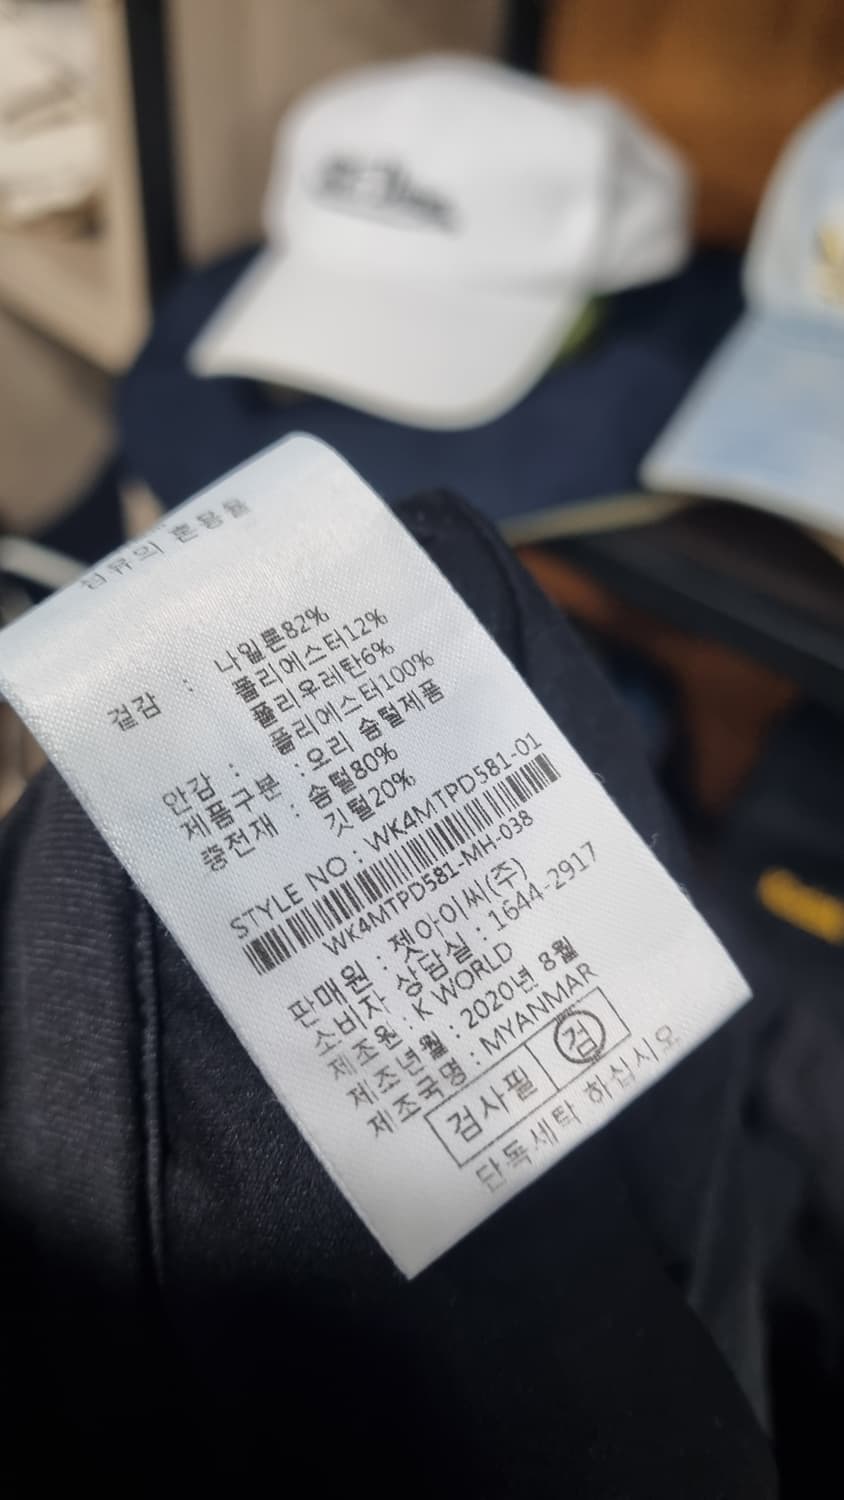 섬유의 혼용률
겉감 : 나일론82%
폴리에스터12%
폴리우레탄6%
안감 : 폴리에스터100%
제품구분 : 오리 솜털제품
충전재 : 솜털80%
깃털20%
STYLE NO : WK4MTPD581-01
WK4MTPD581-MH-038
판매원 : 젯아이씨(주)
소비자 상담실 : 1644-2917
제조원 : K WORLD
제조년월 : 2020년 8월
제조국명 : MYANMAR
검사필 검
단독세탁 하십시오